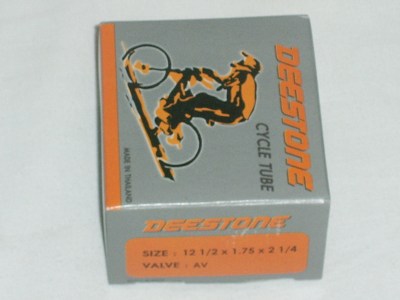 DEESTONE
CYCLE TUBE
MADE IN THAILAND
DEESTONE
SIZE : 12 1/2 x 1.75 x 2 1/4
VALVE : AV